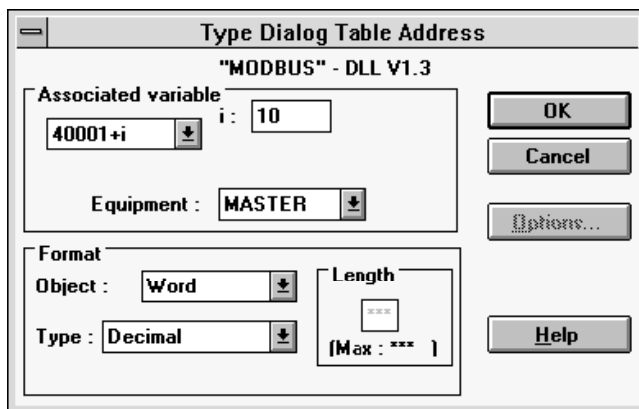 Type Dialog Table Address
"MODBUS" - DLL V1.3
Associated variable
40001+i
i : 10
Equipment : MASTER
OK
Cancel
Options...
Format
Object : Word
Type : Decimal
Length
***
(Max : *** )
Help